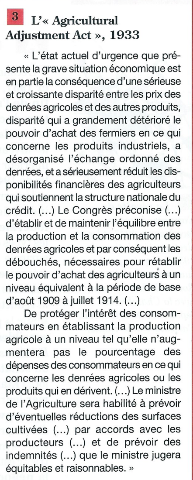 3 L'« Agricultural
Adjustment Act », 1933
« L'état actuel d'urgence que pré-
sente la grave situation économique est
en partie la conséquence d'une sérieuse
et croissante disparité entre les prix des
denrées agricoles et des autres produits,
disparité qui a grandement détérioré le
pouvoir d'achat des fermiers en ce qui
concerne les produits industriels, a
désorganisé l'échange ordonné des
denrées, et a sérieusement réduit les dis-
ponibilités financières des agriculteurs
qui soutiennent la structure nationale du
crédit. (...) Le Congrès préconise (...)
d'établir et de maintenir l'équilibre entre
la production et la consommation des
denrées agricoles et par conséquent les
débouchés, nécessaires pour rétablir
le pouvoir d'achat des agriculteurs à un
niveau équivalent à la période de base
d'août 1909 à juillet 1914. (...)
De protéger l'intérêt des consom-
mateurs en établissant la production
agricole à un niveau tel qu'elle n'aug-
mentera pas le pourcentage des
dépenses des consommateurs en ce qui
concerne les denrées agricoles ou les
produits qui en dérivent. (...) Le ministre
de l'Agriculture sera habilité à prévoir
d'éventuelles réductions des surfaces
cultivées (...) par accords avec les
producteurs (...) et de prévoir des
indemnités (...) que le ministre jugera
équitables et raisonnables. »